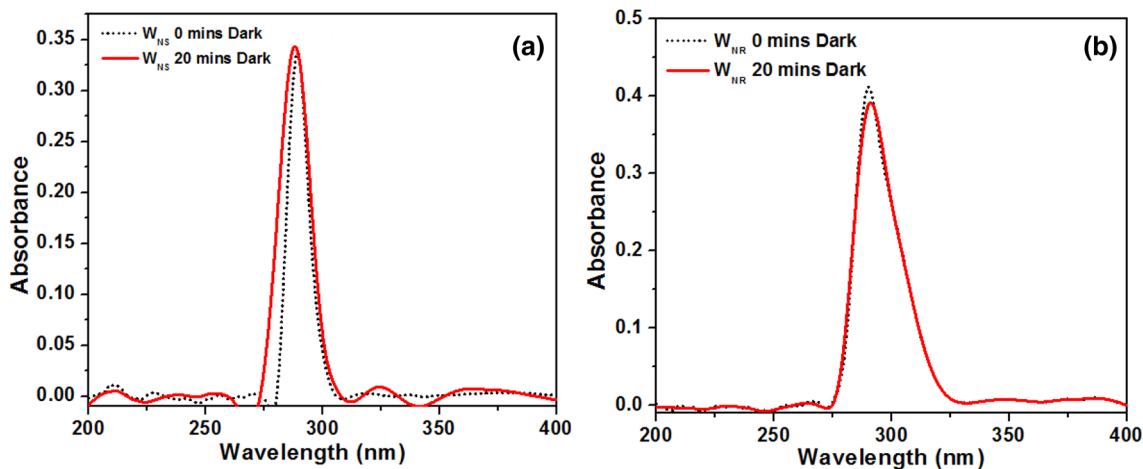 W_NS 0 mins Dark
W_NS 20 mins Dark
(a)
0.35
0.30
0.25
0.20
0.15
0.10
0.05
0.00
200
250
300
350
400
Absorbance
Wavelength (nm)
W_NR 0 mins Dark
W_NR 20 mins Dark
(b)
0.5
0.4
0.3
0.2
0.1
0.0
200
250
300
350
400
Absorbance
Wavelength (nm)